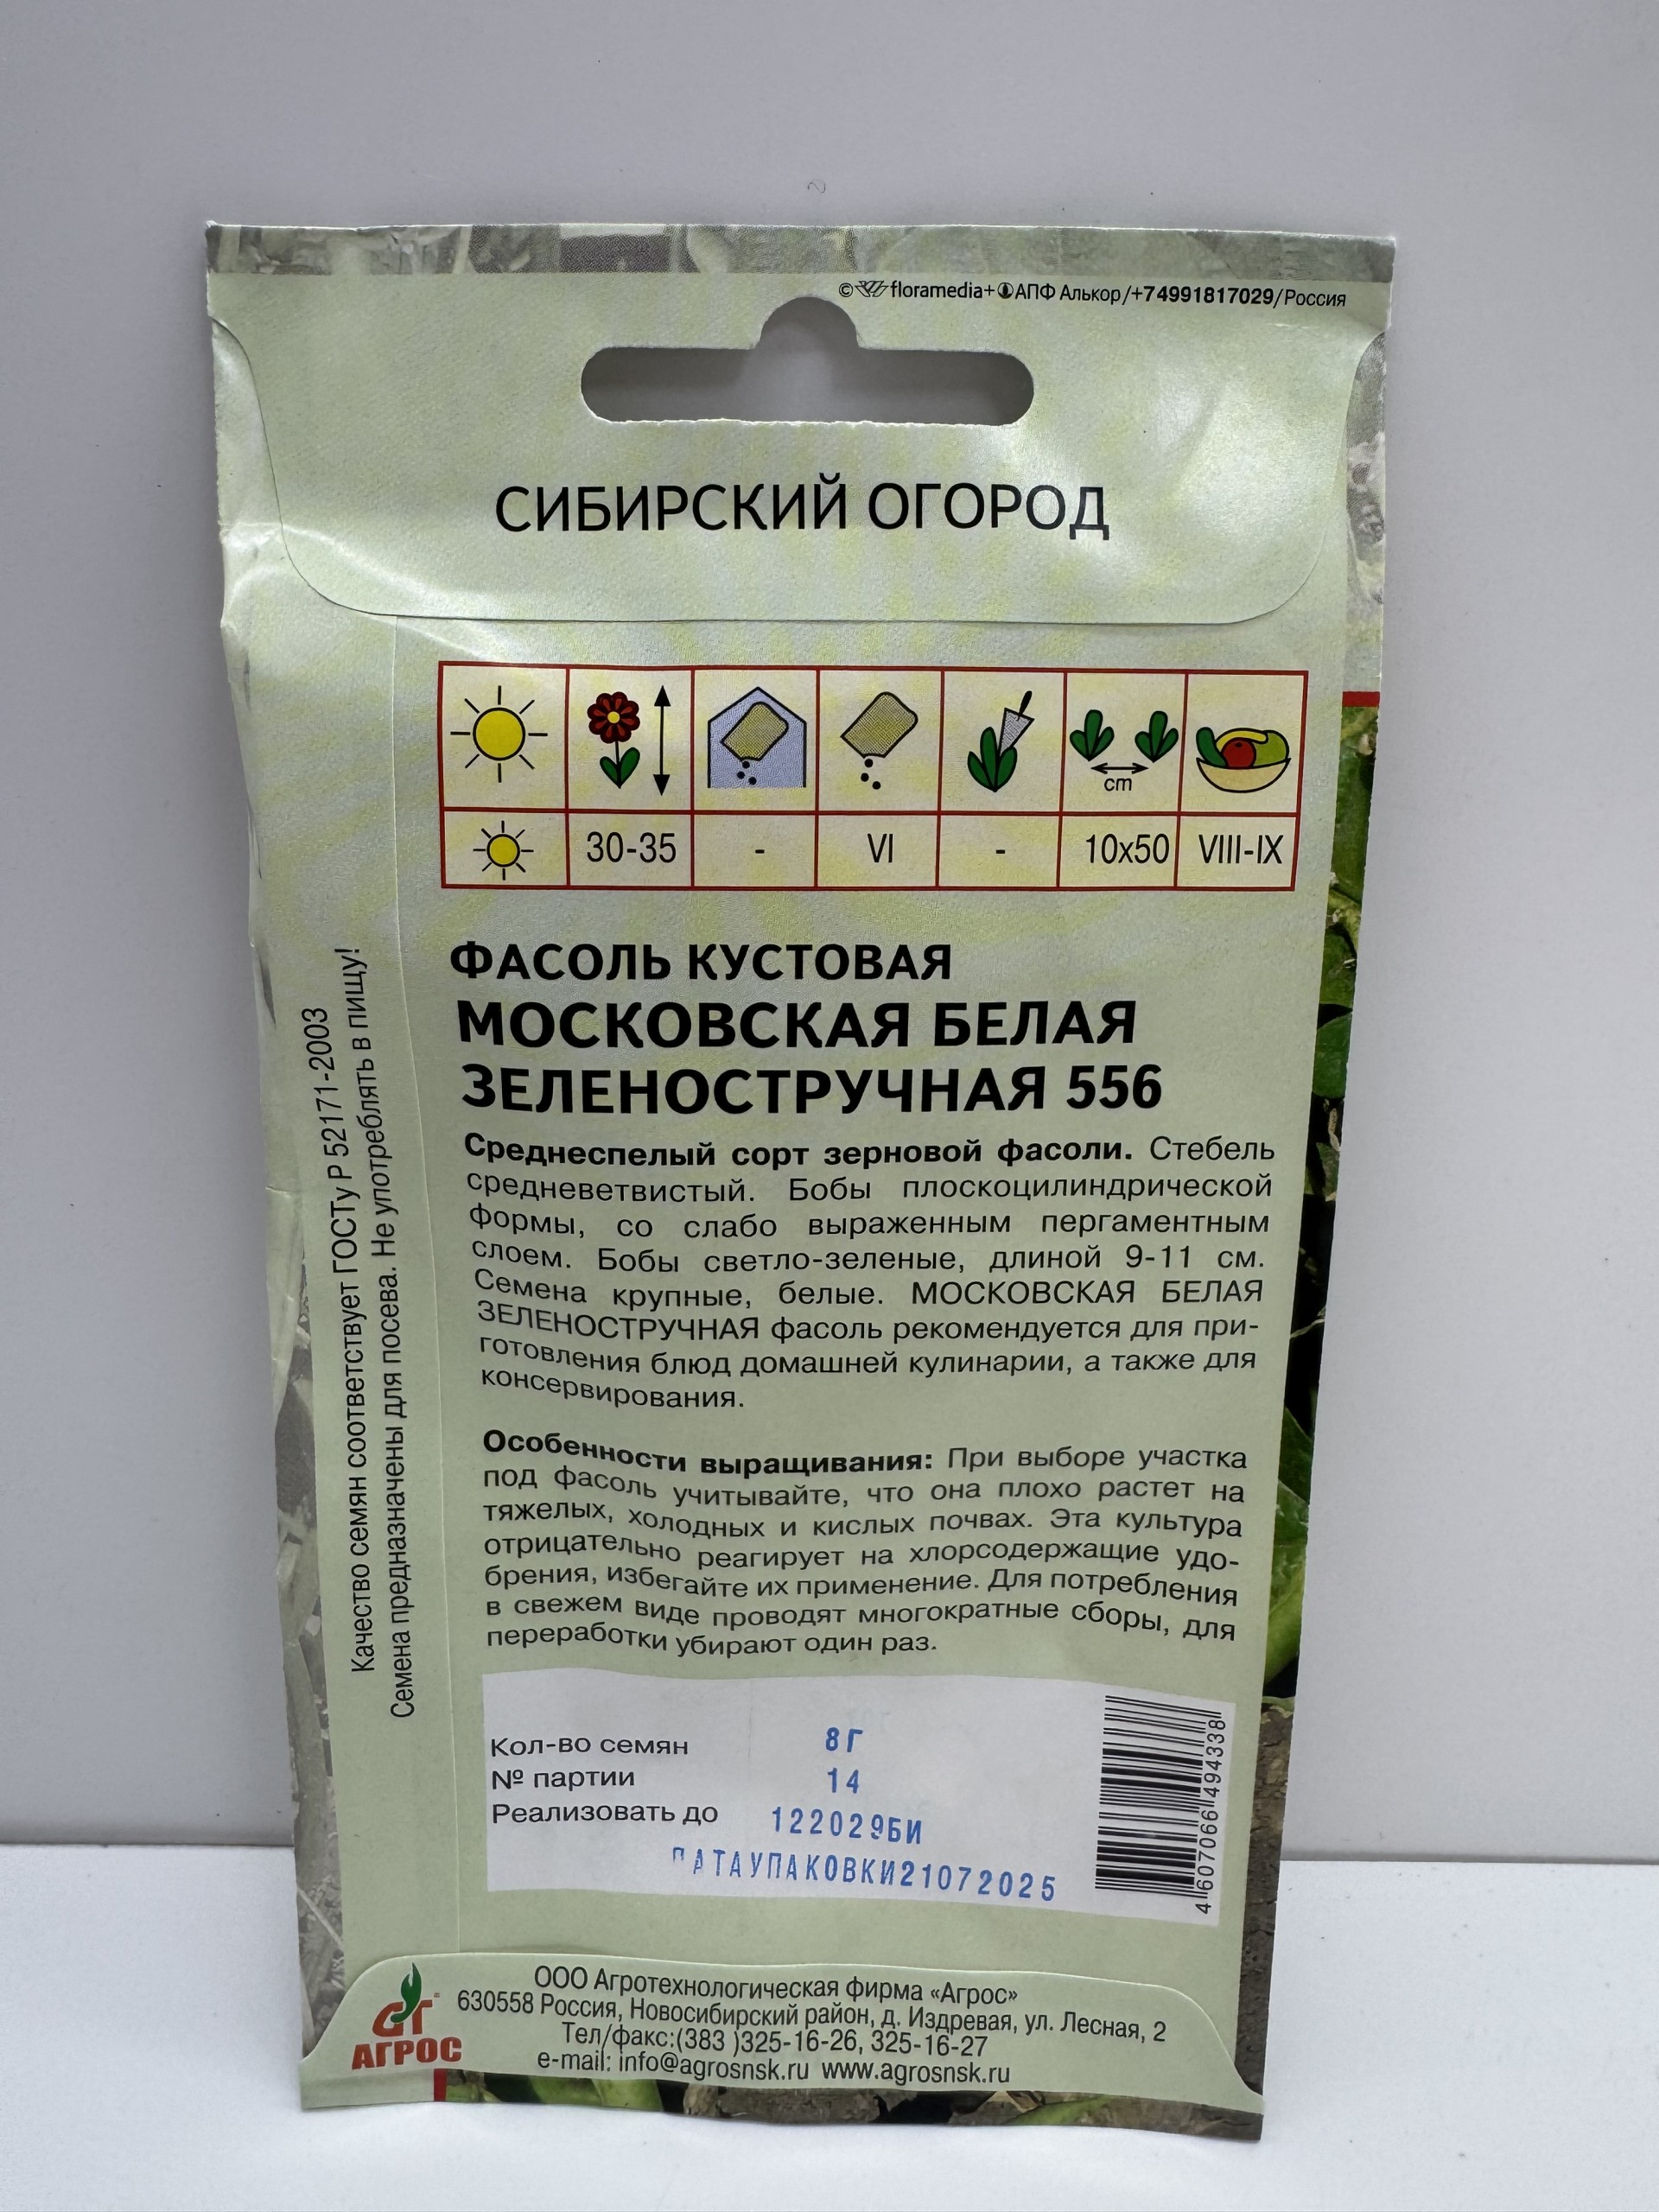 © floramedia+ АПФ Алькор/+74991817029/Россия
СИБИРСКИЙ ОГОРОД
cm
30-35 - VI - 10x50 VIII-IX
ФАСОЛЬ КУСТОВАЯ
МОСКОВСКАЯ БЕЛАЯ
ЗЕЛЕНОСТРУЧНАЯ 556
Среднеспелый сорт зерновой фасоли. Стебель
средневетвистый. Бобы плоскоцилиндрической
формы, со слабо выраженным пергаментным
слоем. Бобы светло-зеленые, длиной 9-11 см.
Семена крупные, белые. МОСКОВСКАЯ БЕЛАЯ
ЗЕЛЕНОСТРУЧНАЯ фасоль рекомендуется для при-
готовления блюд домашней кулинарии, а также для
консервирования.
Особенности выращивания: При выборе участка
под фасоль учитывайте, что она плохо растет на
тяжелых, холодных и кислых почвах. Эта культура
отрицательно реагирует на хлорсодержащие удо-
брения, избегайте их применение. Для потребления
в свежем виде проводят многократные сборы, для
переработки убирают один раз.
Качество семян соответствует ГОСТу Р 52171-2003
Семена предназначены для посева. Не употреблять в пищу!
Кол-во семян 8Г
№ партии 14
Реализовать до 122029БИ
ДАТАУПАКОВКИ21072025
4 607066 494338
АГРОС
ООО Агротехнологическая фирма «Агрос»
630558 Россия, Новосибирский район, д. Издревая, ул. Лесная, 2
Тел/факс:(383 )325-16-26, 325-16-27
e-mail: info@agrosnsk.ru www.agrosnsk.ru